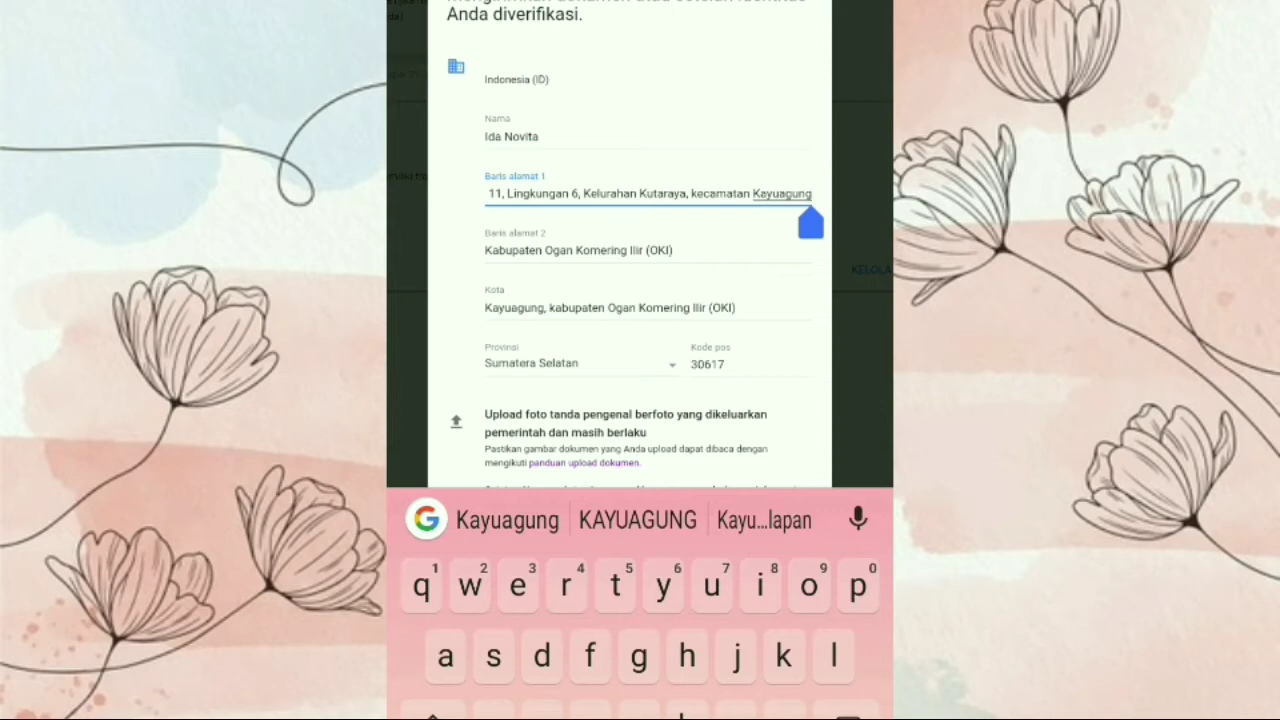 Anda diverifikasi.
Indonesia (ID)
Nama
Ida Novita
Baris alamat 1
11, Lingkungan 6, Kelurahan Kutaraya, kecamatan Kayuagung
Baris alamat 2
Kabupaten Ogan Komering Ilir (OKI)
KELOLA
Kota
Kayuagung, kabupaten Ogan Komering Ilir (OKI)
Provinsi
Kode pos
Sumatera Selatan
30617
Upload foto tanda pengenal berfoto yang dikeluarkan
pemerintah dan masih berlaku
Pastikan gambar dokumen yang Anda upload dapat dibaca dengan
mengikuti panduan upload dokumen.
Kayuagung KAYUAGUNG Kayu...lapan
1 2 3 4 5 6 7 8 9 0
q w e r t y u i o p
a s d f g h j k l